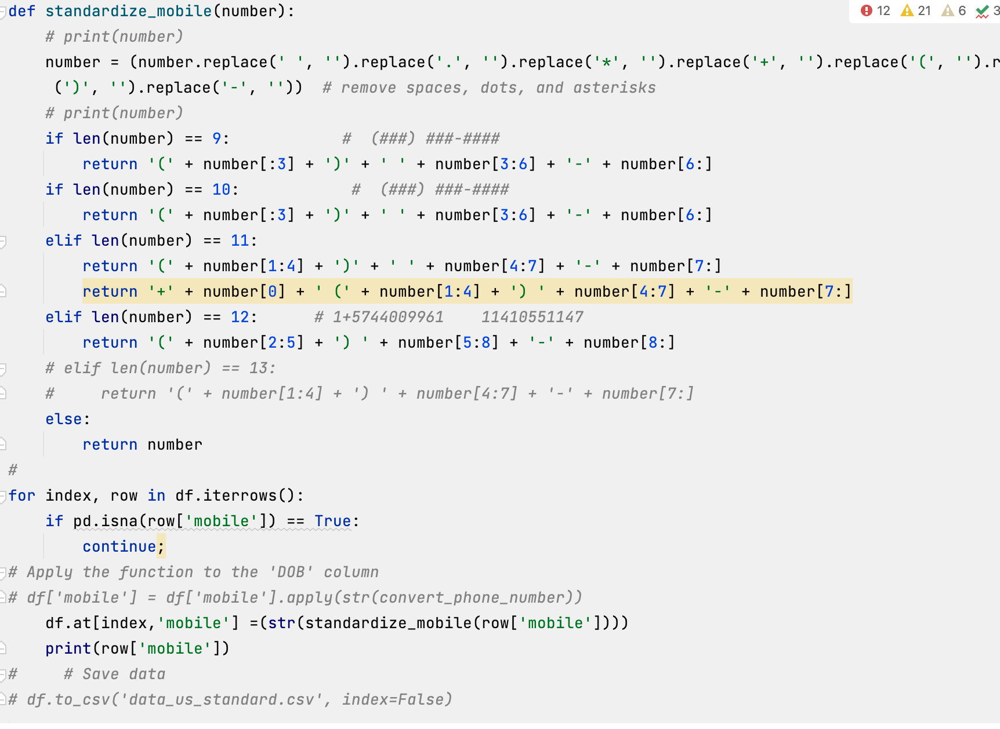 def standardize_mobile(number):
12 21 6 3
    # print(number)
    number = (number.replace(' ', '').replace('.', '').replace('*', '').replace('+', '').replace('(', '').r
     (')', '').replace('-', ''))  # remove spaces, dots, and asterisks
    # print(number)
    if len(number) == 9:            #  (###) ###-####
        return '(' + number[:3] + ')' + ' ' + number[3:6] + '-' + number[6:]
    if len(number) == 10:            #  (###) ###-####
        return '(' + number[:3] + ')' + ' ' + number[3:6] + '-' + number[6:]
    elif len(number) == 11:
        return '(' + number[1:4] + ')' + ' ' + number[4:7] + '-' + number[7:]
        return '+' + number[0] + ' (' + number[1:4] + ') ' + number[4:7] + '-' + number[7:]
    elif len(number) == 12:      # 1+5744009961    11410551147
        return '(' + number[2:5] + ') ' + number[5:8] + '-' + number[8:]
    # elif len(number) == 13:
    #     return '(' + number[1:4] + ') ' + number[4:7] + '-' + number[7:]
    else:
        return number
#
for index, row in df.iterrows():
    if pd.isna(row['mobile']) == True:
        continue;
# Apply the function to the 'DOB' column
# df['mobile'] = df['mobile'].apply(str(convert_phone_number))
    df.at[index,'mobile'] =(str(standardize_mobile(row['mobile'])))
    print(row['mobile'])
#     # Save data
# df.to_csv('data_us_standard.csv', index=False)